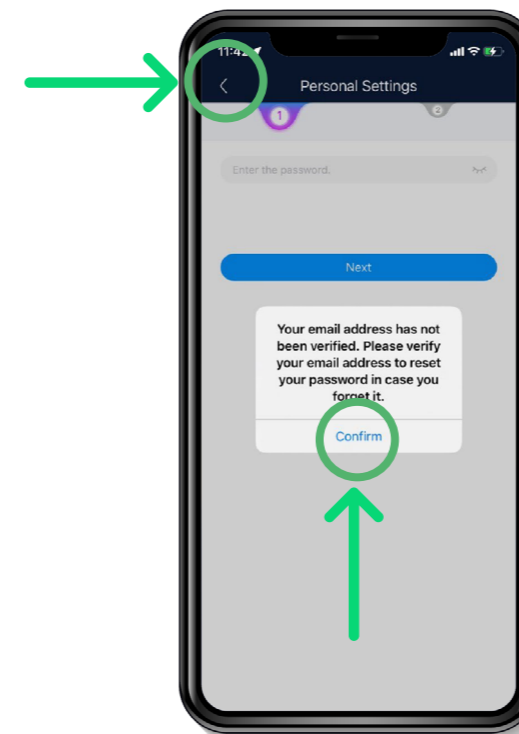 11:42
Personal Settings
1
2
Enter the password.
Next
Your email address has not
been verified. Please verify
your email address to reset
your password in case you
forget it.
Confirm